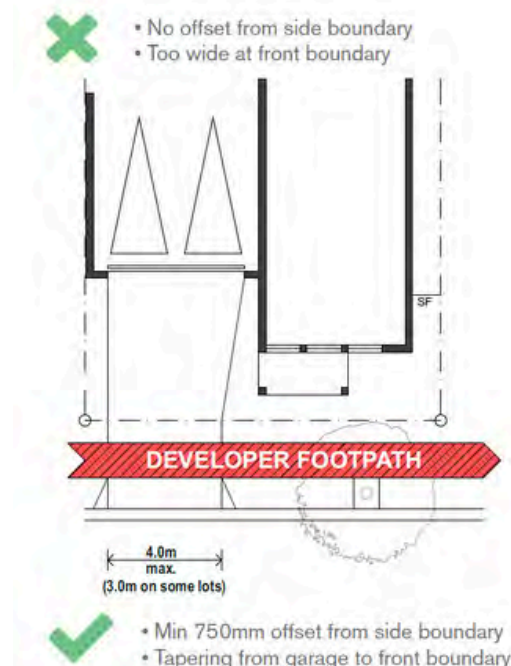 • No offset from side boundary
• Too wide at front boundary
SF
DEVELOPER FOOTPATH
4.0m
max.
(3.0m on some lots)
• Min 750mm offset from side boundary
• Tapering from garage to front boundary